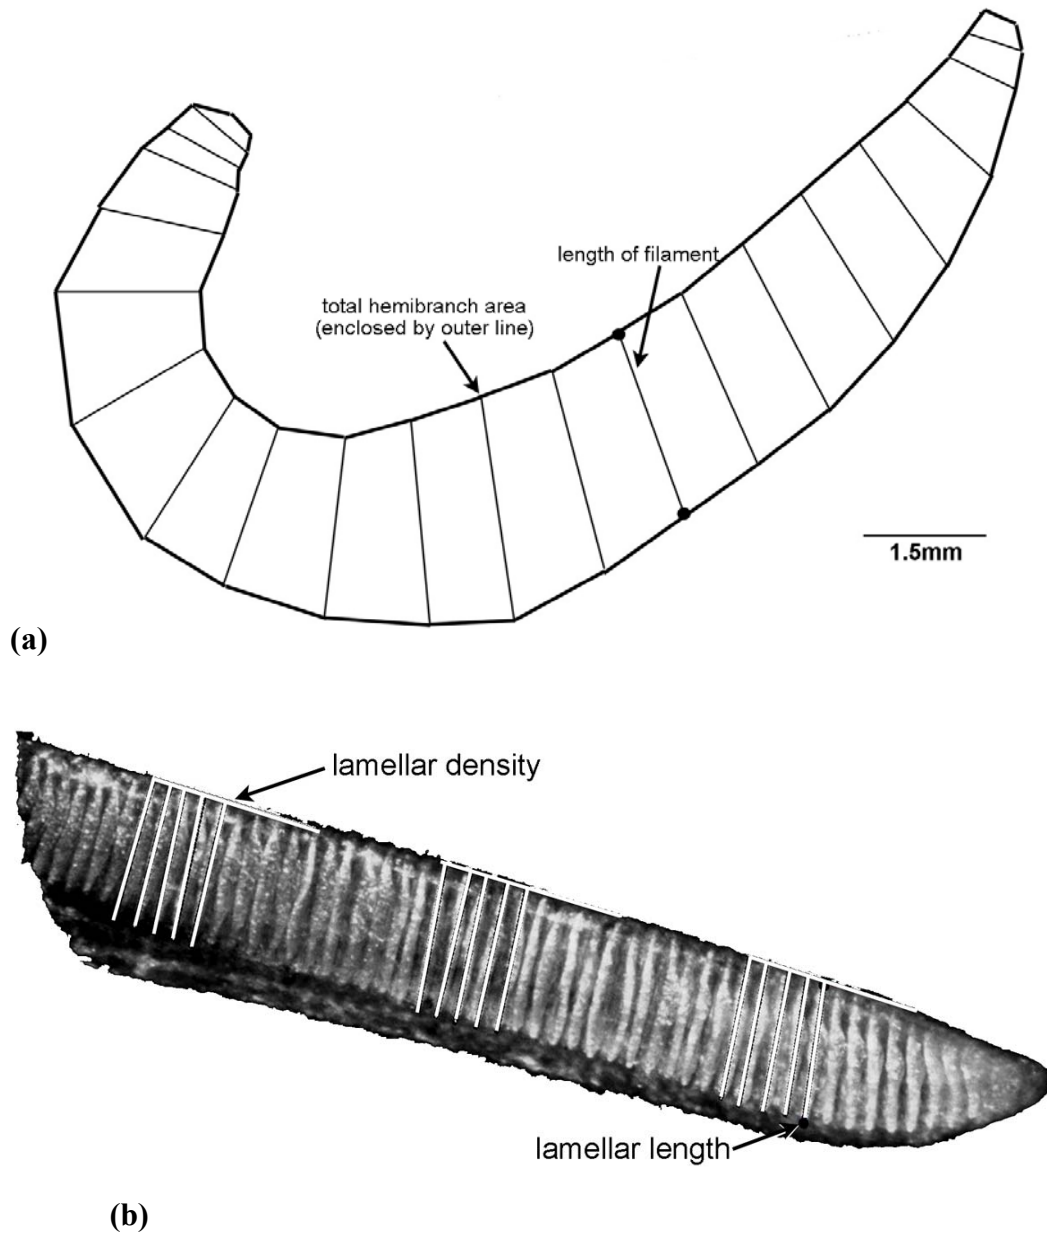 length of filament
total hemibranch area
(enclosed by outer line)
1.5mm
(a)
lamellar density
lamellar length
(b)